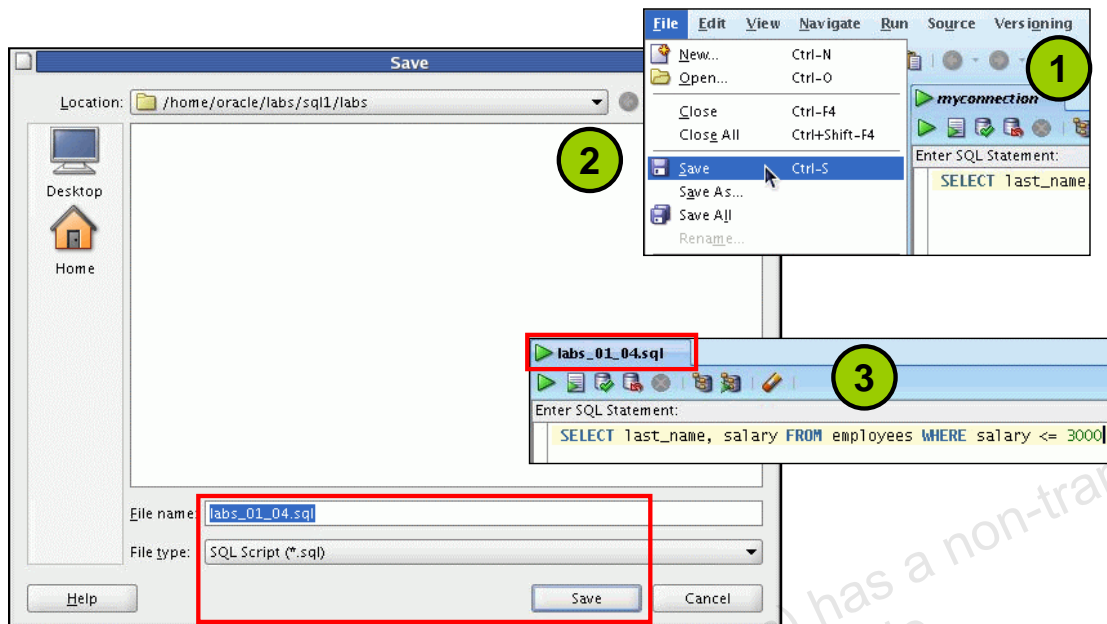 File Edit View Navigate Run Source Versioning
New... Ctrl-N
Open... Ctrl-O
Close Ctrl-F4
Close All Ctrl+Shift-F4
Save Ctrl-S
Save As...
Save All
Rename...
1
myconnection
Enter SQL Statement:
SELECT last_name,
Save
Location: /home/oracle/labs/sql1/labs
2
Desktop
Home
labs_01_04.sql
3
Enter SQL Statement:
SELECT last_name, salary FROM employees WHERE salary <= 3000
File name: labs_01_04.sql
File type: SQL Script (*.sql)
Help Save Cancel
) has a non-tran